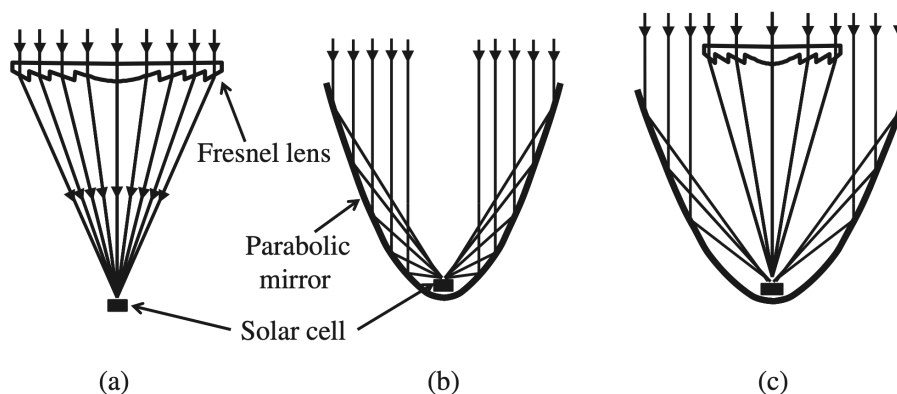 Fresnel lens
Parabolic
mirror
Solar cell
(a)
(b)
(c)